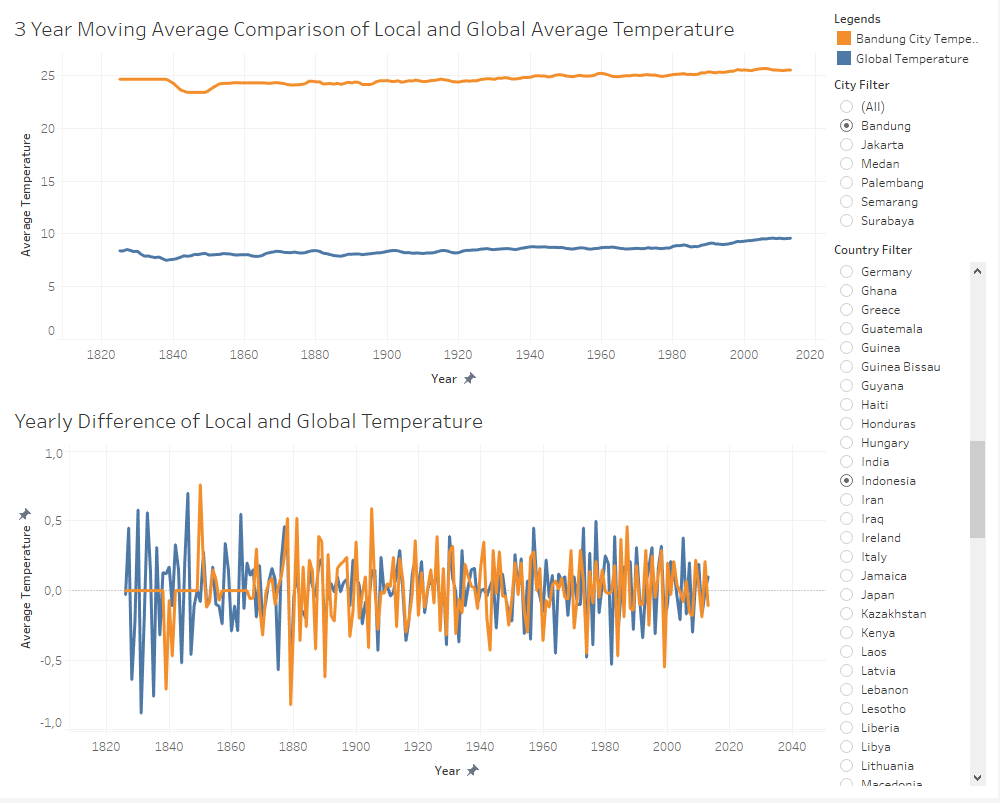 3 Year Moving Average Comparison of Local and Global Average Temperature
Average Temperature
25
20
15
10
5
0
1820 1840 1860 1880 1900 1920 1940 1960 1980 2000 2020
Year
Yearly Difference of Local and Global Temperature
Average Temperature
1,0
0,5
0,0
-0,5
-1,0
1820 1840 1860 1880 1900 1920 1940 1960 1980 2000 2020 2040
Year
Legends
Bandung City Tempe..
Global Temperature
City Filter
(All)
Bandung
Jakarta
Medan
Palembang
Semarang
Surabaya
Country Filter
Germany
Ghana
Greece
Guatemala
Guinea
Guinea Bissau
Guyana
Haiti
Honduras
Hungary
India
Indonesia
Iran
Iraq
Ireland
Italy
Jamaica
Japan
Kazakhstan
Kenya
Laos
Latvia
Lebanon
Lesotho
Liberia
Libya
Lithuania
Macedonia